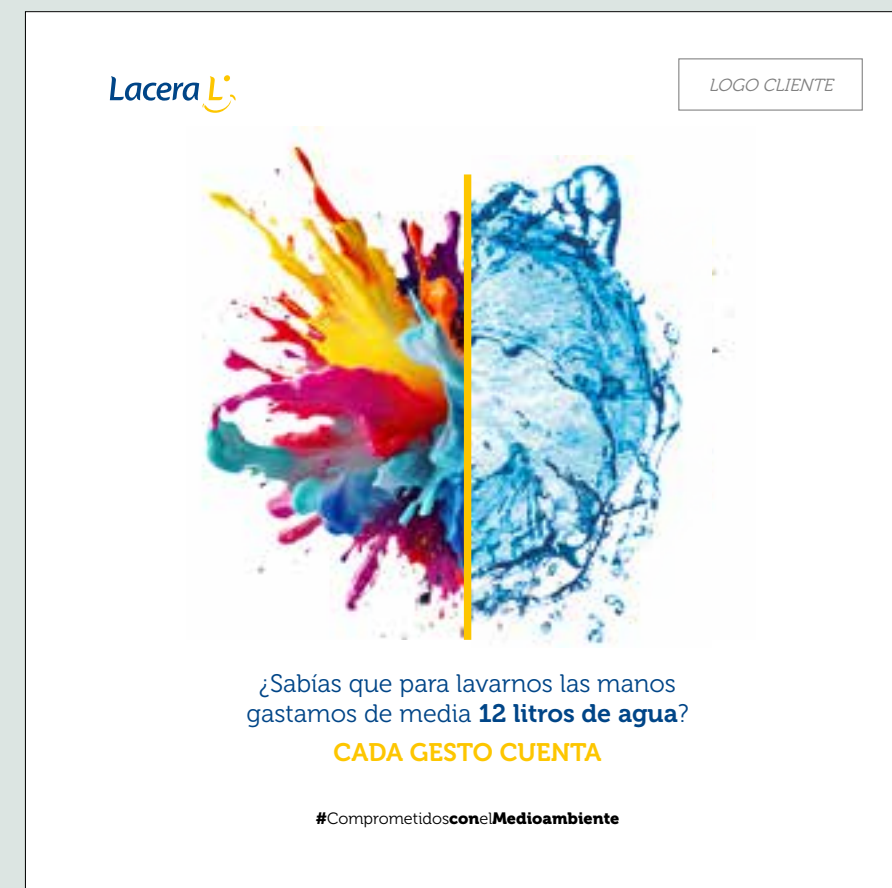 Lacera L
LOGO CLIENTE
¿Sabías que para lavarnos las manos
gastamos de media 12 litros de agua?
CADA GESTO CUENTA
#ComprometidosconelMedioambiente